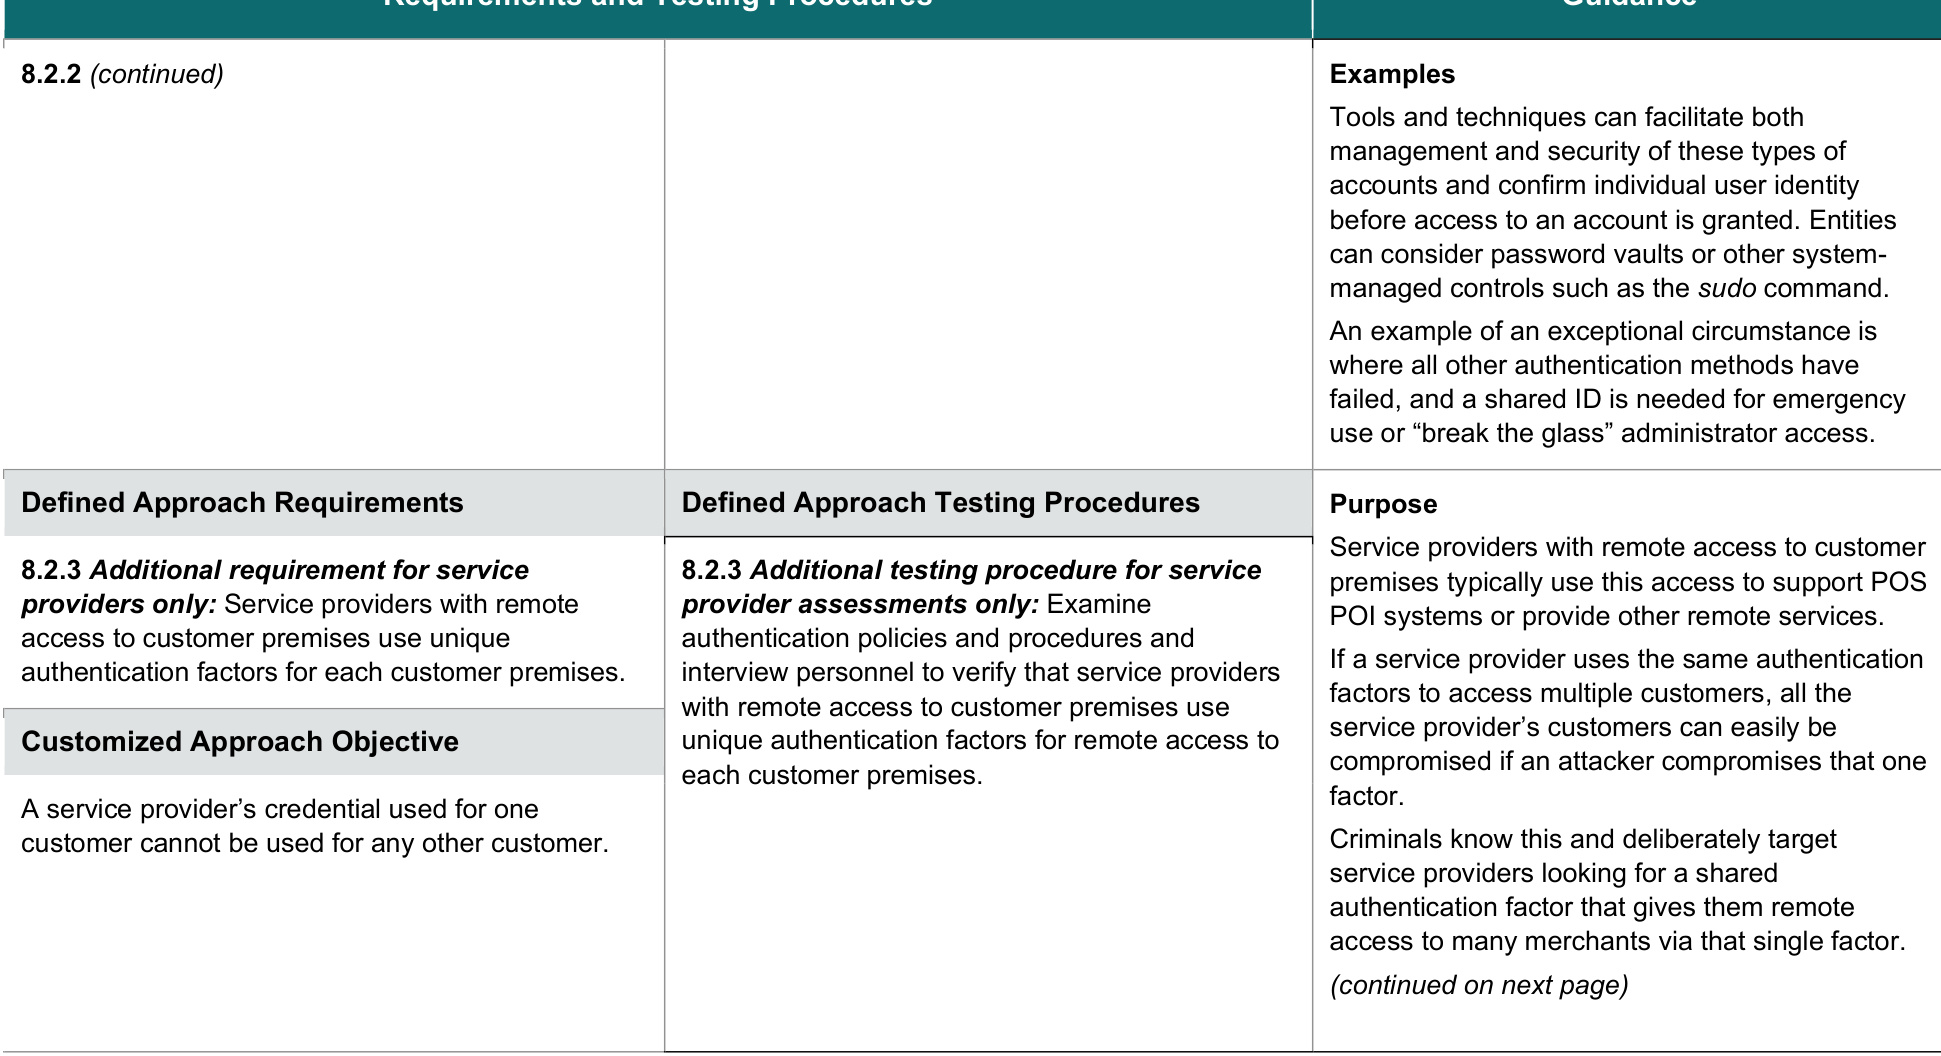 Requirements and Testing Procedures
Guidance
8.2.2 (continued)
Examples
Tools and techniques can facilitate both
management and security of these types of
accounts and confirm individual user identity
before access to an account is granted. Entities
can consider password vaults or other system-
managed controls such as the sudo command.
An example of an exceptional circumstance is
where all other authentication methods have
failed, and a shared ID is needed for emergency
use or “break the glass” administrator access.
Defined Approach Requirements
8.2.3 Additional requirement for service
providers only: Service providers with remote
access to customer premises use unique
authentication factors for each customer premises.
Customized Approach Objective
A service provider’s credential used for one
customer cannot be used for any other customer.
Defined Approach Testing Procedures
8.2.3 Additional testing procedure for service
provider assessments only: Examine
authentication policies and procedures and
interview personnel to verify that service providers
with remote access to customer premises use
unique authentication factors for remote access to
each customer premises.
Purpose
Service providers with remote access to customer
premises typically use this access to support POS
POI systems or provide other remote services.
If a service provider uses the same authentication
factors to access multiple customers, all the
service provider’s customers can easily be
compromised if an attacker compromises that one
factor.
Criminals know this and deliberately target
service providers looking for a shared
authentication factor that gives them remote
access to many merchants via that single factor.
(continued on next page)